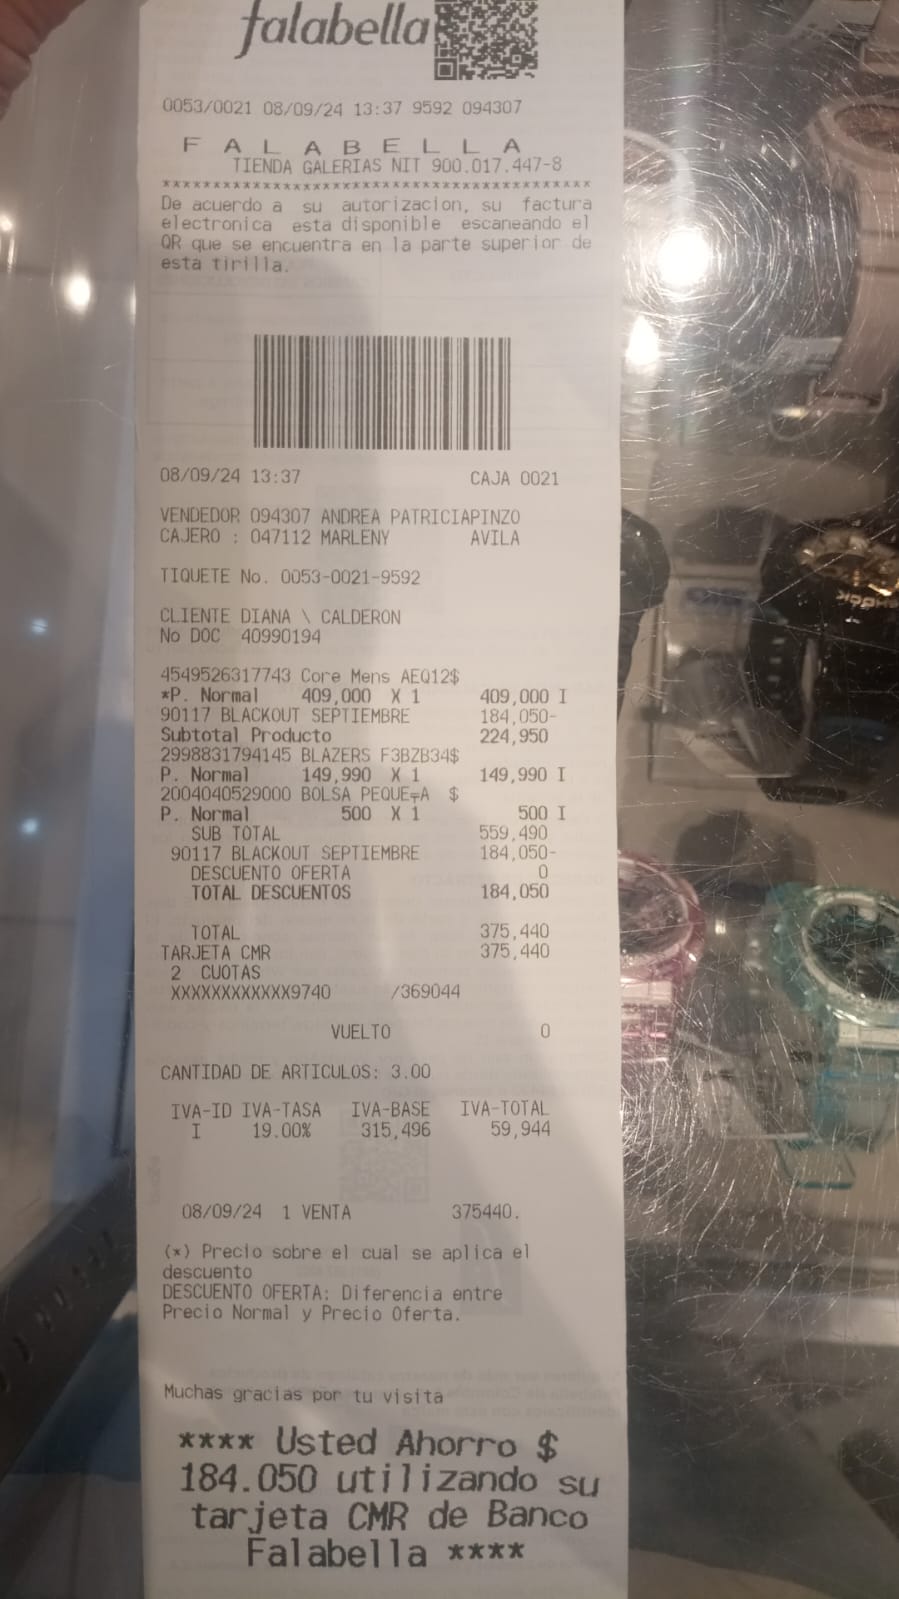 falabella
0053/0021 08/09/24 13:37 9592 094307
F A L A B E L L A
TIENDA GALERIAS NIT 900.017.447-8
*******************************************
De acuerdo a su autorizacion, su factura
electronica esta disponible escaneando el
QR que se encuentra en la parte superior de
esta tirilla.
08/09/24 13:37 CAJA 0021
VENDEDOR 094307 ANDREA PATRICIAPINZO
CAJERO : 047112 MARLENY AVILA
TIQUETE No. 0053-0021-9592
CLIENTE DIANA \ CALDERON
No DOC 40990194
4549526317743 Core Mens AEQ12$
*P. Normal 409,000 X 1 409,000 I
90117 BLACKOUT SEPTIEMBRE 184,050-
Subtotal Producto 224,950
2998831794145 BLAZERS F3BZB34$
P. Normal 149,990 X 1 149,990 I
2004040529000 BOLSA PEQUE╤A $
P. Normal 500 X 1 500 I
SUB TOTAL 559,490
90117 BLACKOUT SEPTIEMBRE 184,050-
DESCUENTO OFERTA 0
TOTAL DESCUENTOS 184,050
TOTAL 375,440
TARJETA CMR 375,440
2 CUOTAS
XXXXXXXXXXXX9740 /369044
VUELTO 0
CANTIDAD DE ARTICULOS: 3.00
IVA-ID IVA-TASA IVA-BASE IVA-TOTAL
I 19.00% 315,496 59,944
08/09/24 1 VENTA 375440.
(*) Precio sobre el cual se aplica el
descuento
DESCUENTO OFERTA: Diferencia entre
Precio Normal y Precio Oferta.
Muchas gracias por tu visita
**** Usted Ahorro $
184.050 utilizando su
tarjeta CMR de Banco
Falabella ****